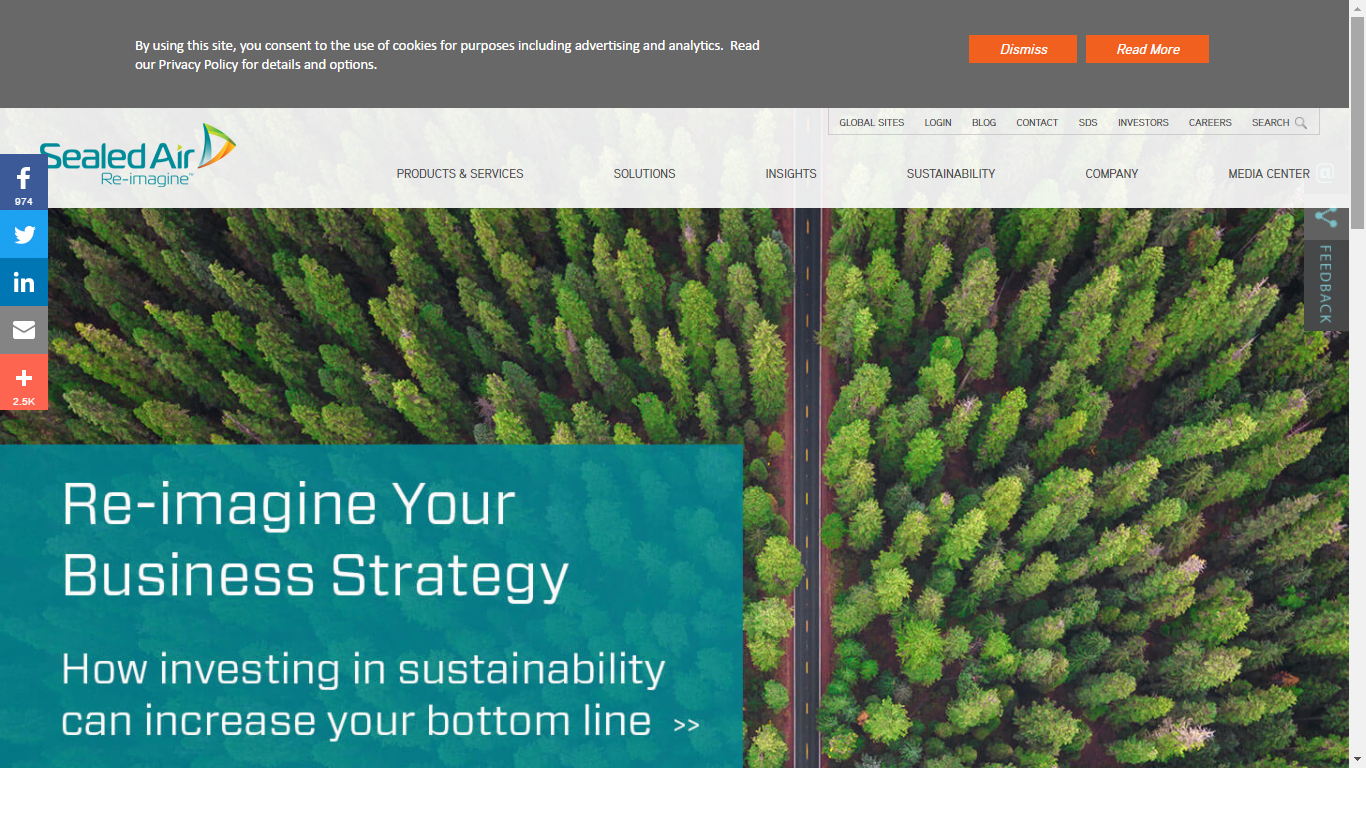 By using this site, you consent to the use of cookies for purposes including advertising and analytics.  Read
our Privacy Policy for details and options.
Dismiss
Read More
GLOBAL SITES
LOGIN
BLOG
CONTACT
SDS
INVESTORS
CAREERS
SEARCH
Sealed Air
Re-imagine™
PRODUCTS & SERVICES
SOLUTIONS
INSIGHTS
SUSTAINABILITY
COMPANY
MEDIA CENTER
@
974
2.5K
FEEDBACK
Re-imagine Your
Business Strategy
How investing in sustainability
can increase your bottom line >>